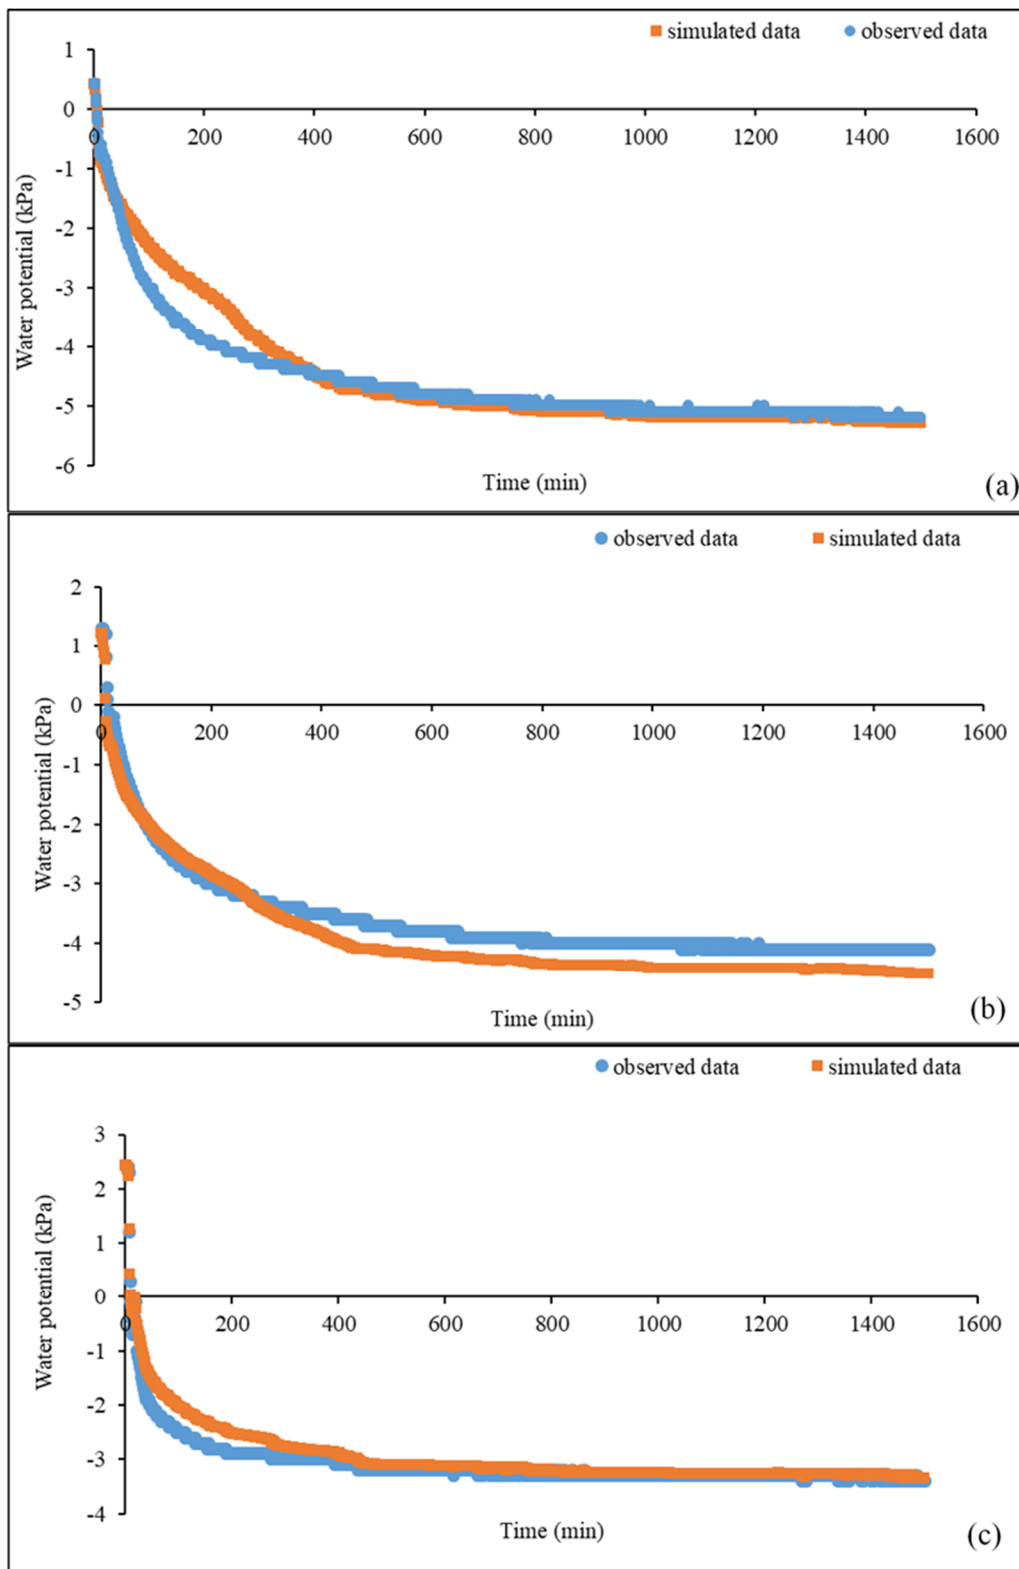 simulated data observed data
1
0
0 200 400 600 800 1000 1200 1400 1600
-1
-2
-3
-4
-5
-6
Water potential (kPa)
Time (min)
(a)
observed data simulated data
2
1
0
0 200 400 600 800 1000 1200 1400 1600
-1
-2
-3
-4
-5
Water potential (kPa)
Time (min)
(b)
observed data simulated data
3
2
1
0
0 200 400 600 800 1000 1200 1400 1600
-1
-2
-3
-4
Water potential (kPa)
Time (min)
(c)